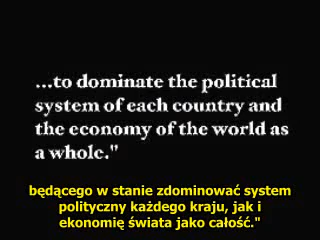 ...to dominate the political
system of each country and
the economy of the world as
a whole."
będącego w stanie zdominować system
polityczny każdego kraju, jak i
ekonomię świata jako całość."